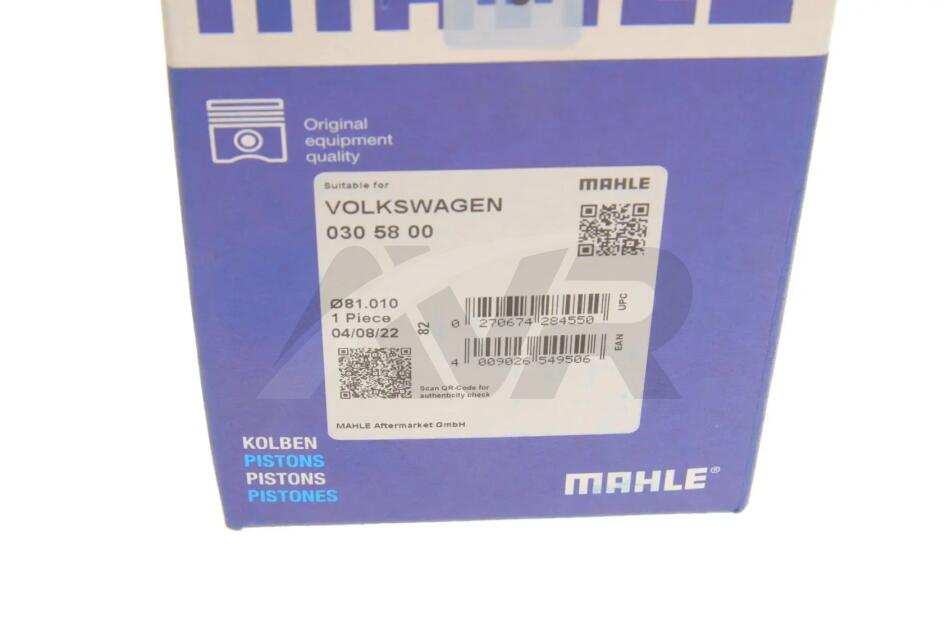 MAHLE
Original
equipment
quality
Suitable for
MAHLE
VOLKSWAGEN
030 58 00
Ø81.010
1 Piece
04/08/22
82
0 270674 284550
UPC
4 009026 549506
EAN
Scan QR-Code for
authenticity check
MAHLE Aftermarket GmbH
AVR
KOLBEN
PISTONS
PISTONS
PISTONES
MAHLE®